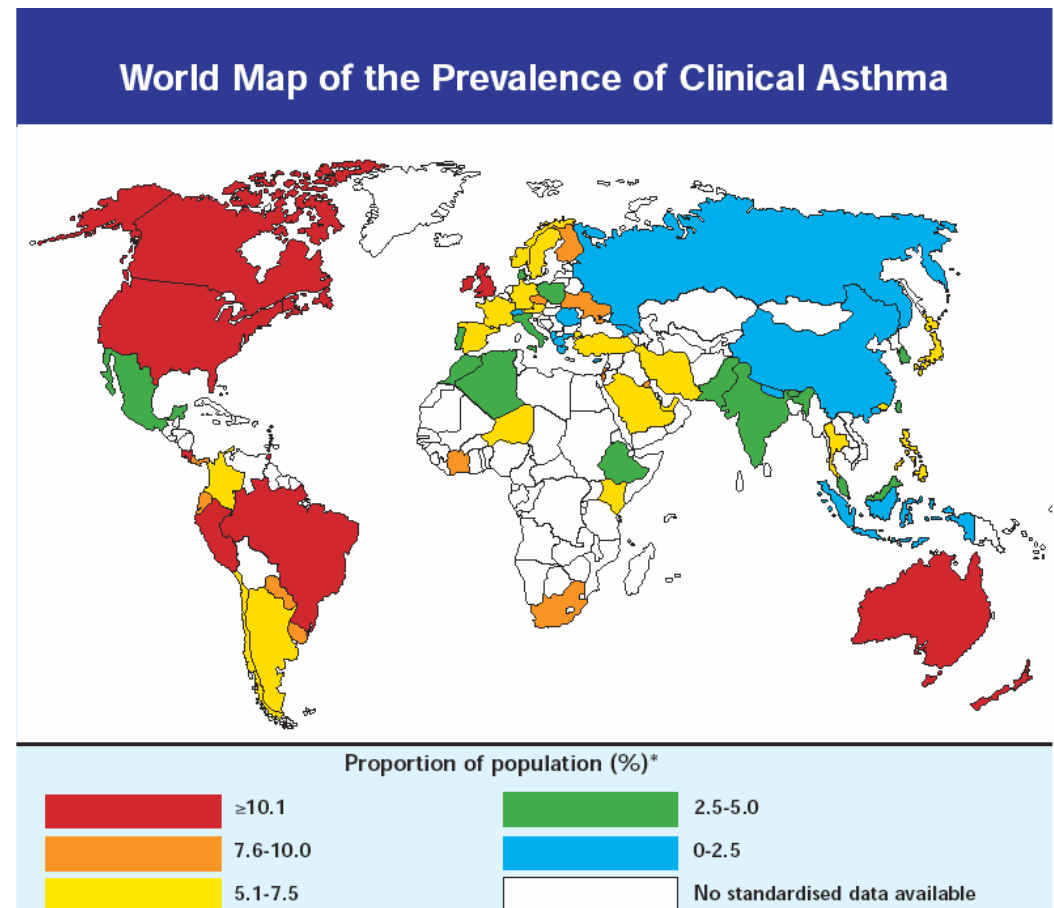 World Map of the Prevalence of Clinical Asthma
Proportion of population (%)*
≥10.1
2.5-5.0
7.6-10.0
0-2.5
5.1-7.5
No standardised data available